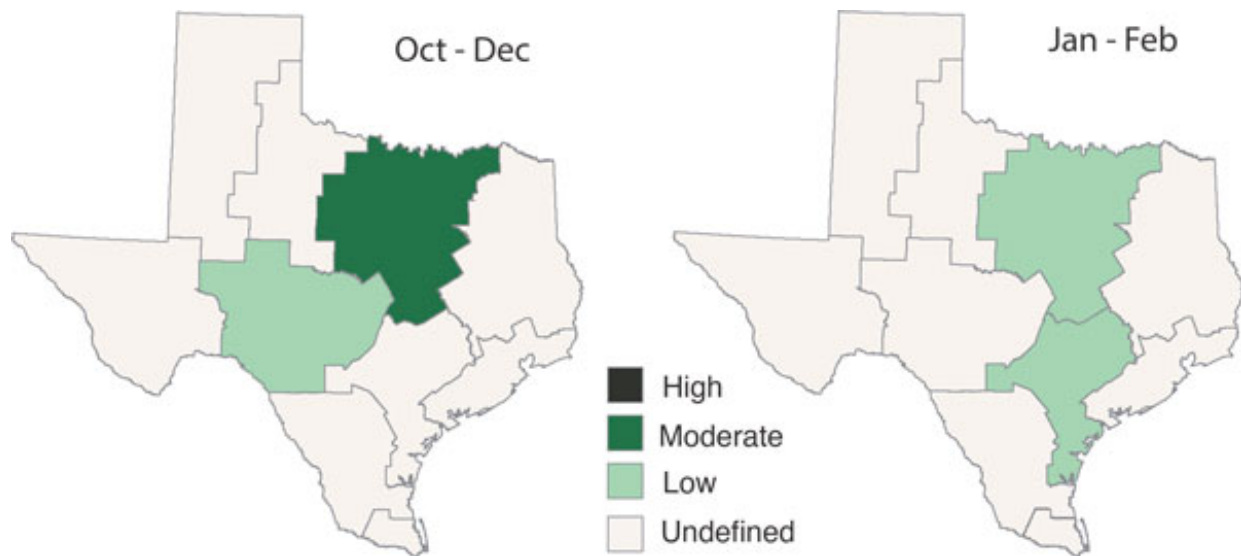 Oct - Dec
Jan - Feb
High
Moderate
Low
Undefined